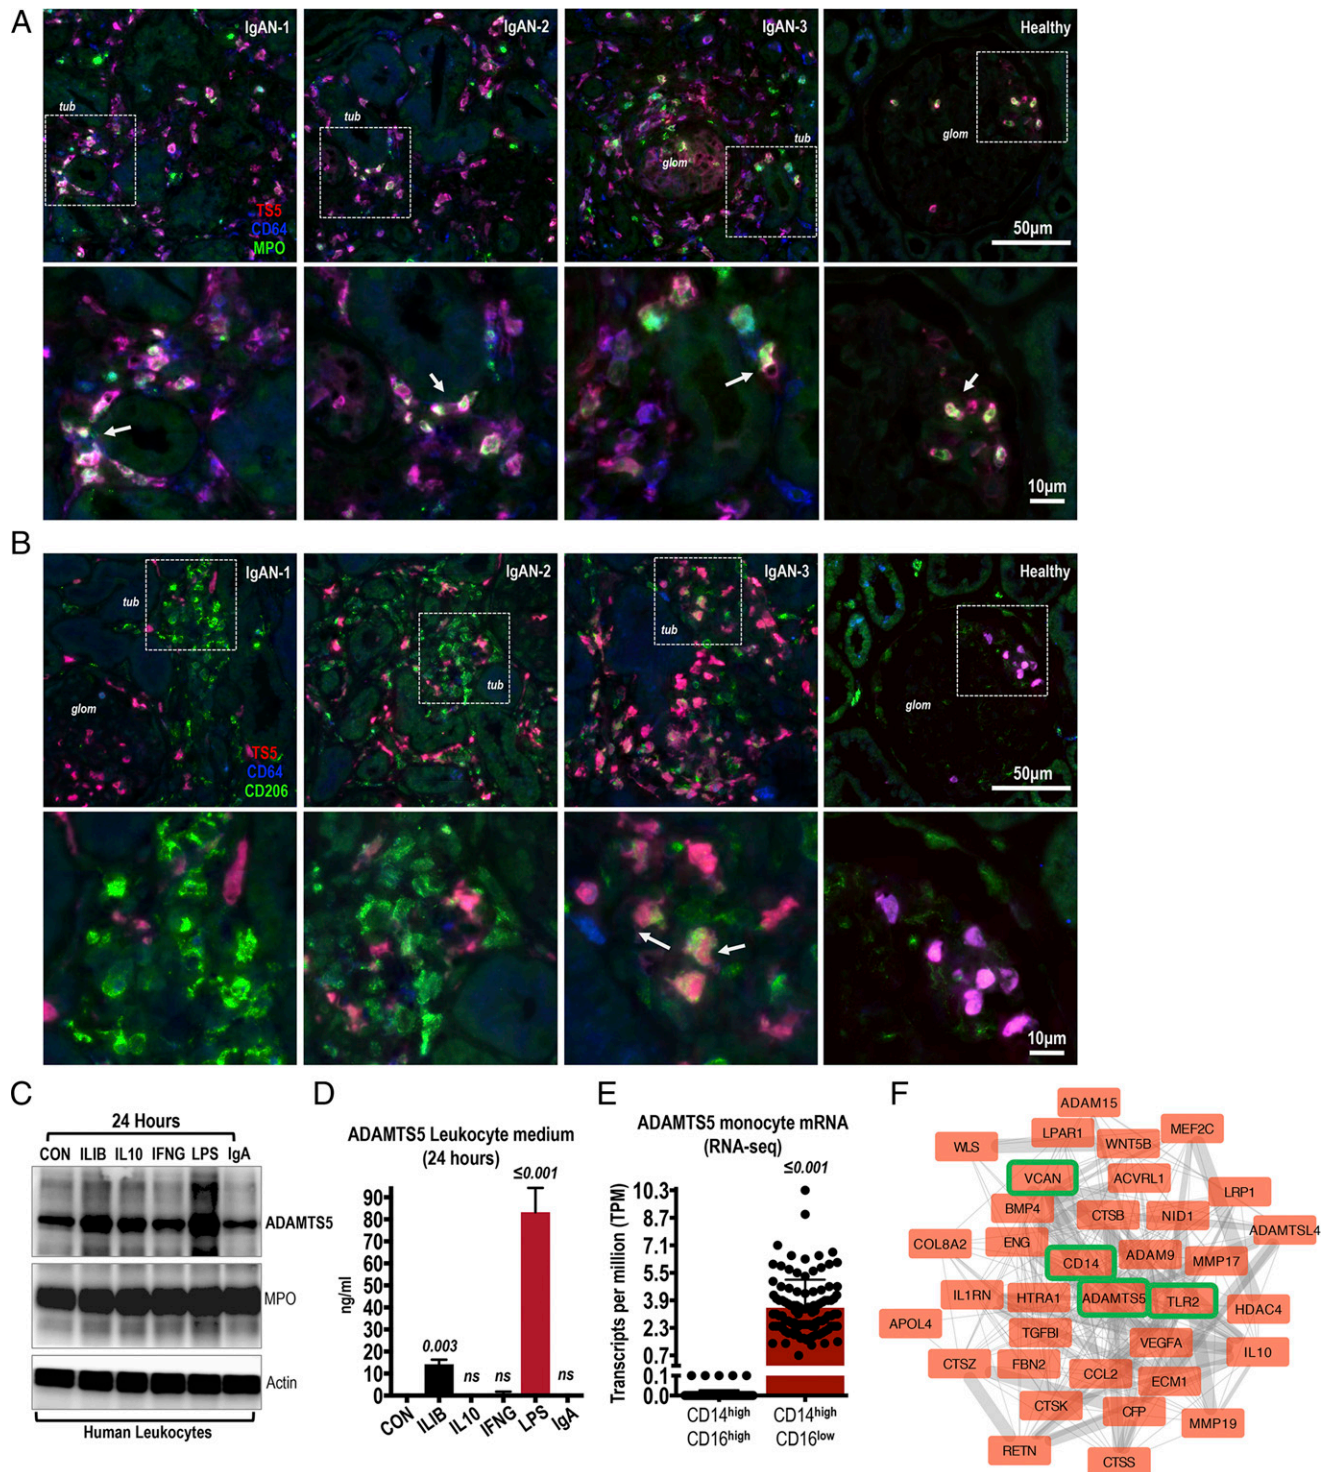 A
IgAN-1
IgAN-2
IgAN-3
Healthy
tub
tub
tub
glom
glom
TS5
CD64
MPO
50µm
10µm
B
IgAN-1
IgAN-2
IgAN-3
Healthy
tub
tub
tub
glom
glom
TS5
CD64
CD206
50µm
10µm
C
24 Hours
CON ILIB IL10 IFNG LPS IgA
ADAMTS5
MPO
Actin
Human Leukocytes
D
ADAMTS5 Leukocyte medium
(24 hours)
≤0.001
ng/ml
90
80
70
60
50
40
30
20
10
0
0.003
ns
ns
ns
CON
ILIB
IL10
IFNG
LPS
IgA
E
ADAMTS5 monocyte mRNA
(RNA-seq)
≤0.001
Transcripts per million (TPM)
10.3
8.7
7.1
5.5
3.9
2.3
0.7
0.1
0.0
CD14high
CD16high
CD14high
CD16low
F
ADAM15
LPAR1
WNT5B
MEF2C
WLS
VCAN
ACVRL1
LRP1
BMP4
CTSB
NID1
ADAMTSL4
COL8A2
ENG
CD14
ADAM9
MMP17
IL1RN
HTRA1
ADAMTS5
TLR2
HDAC4
APOL4
TGFBI
VEGFA
IL10
CTSZ
FBN2
CCL2
ECM1
CTSK
CFP
MMP19
RETN
CTSS